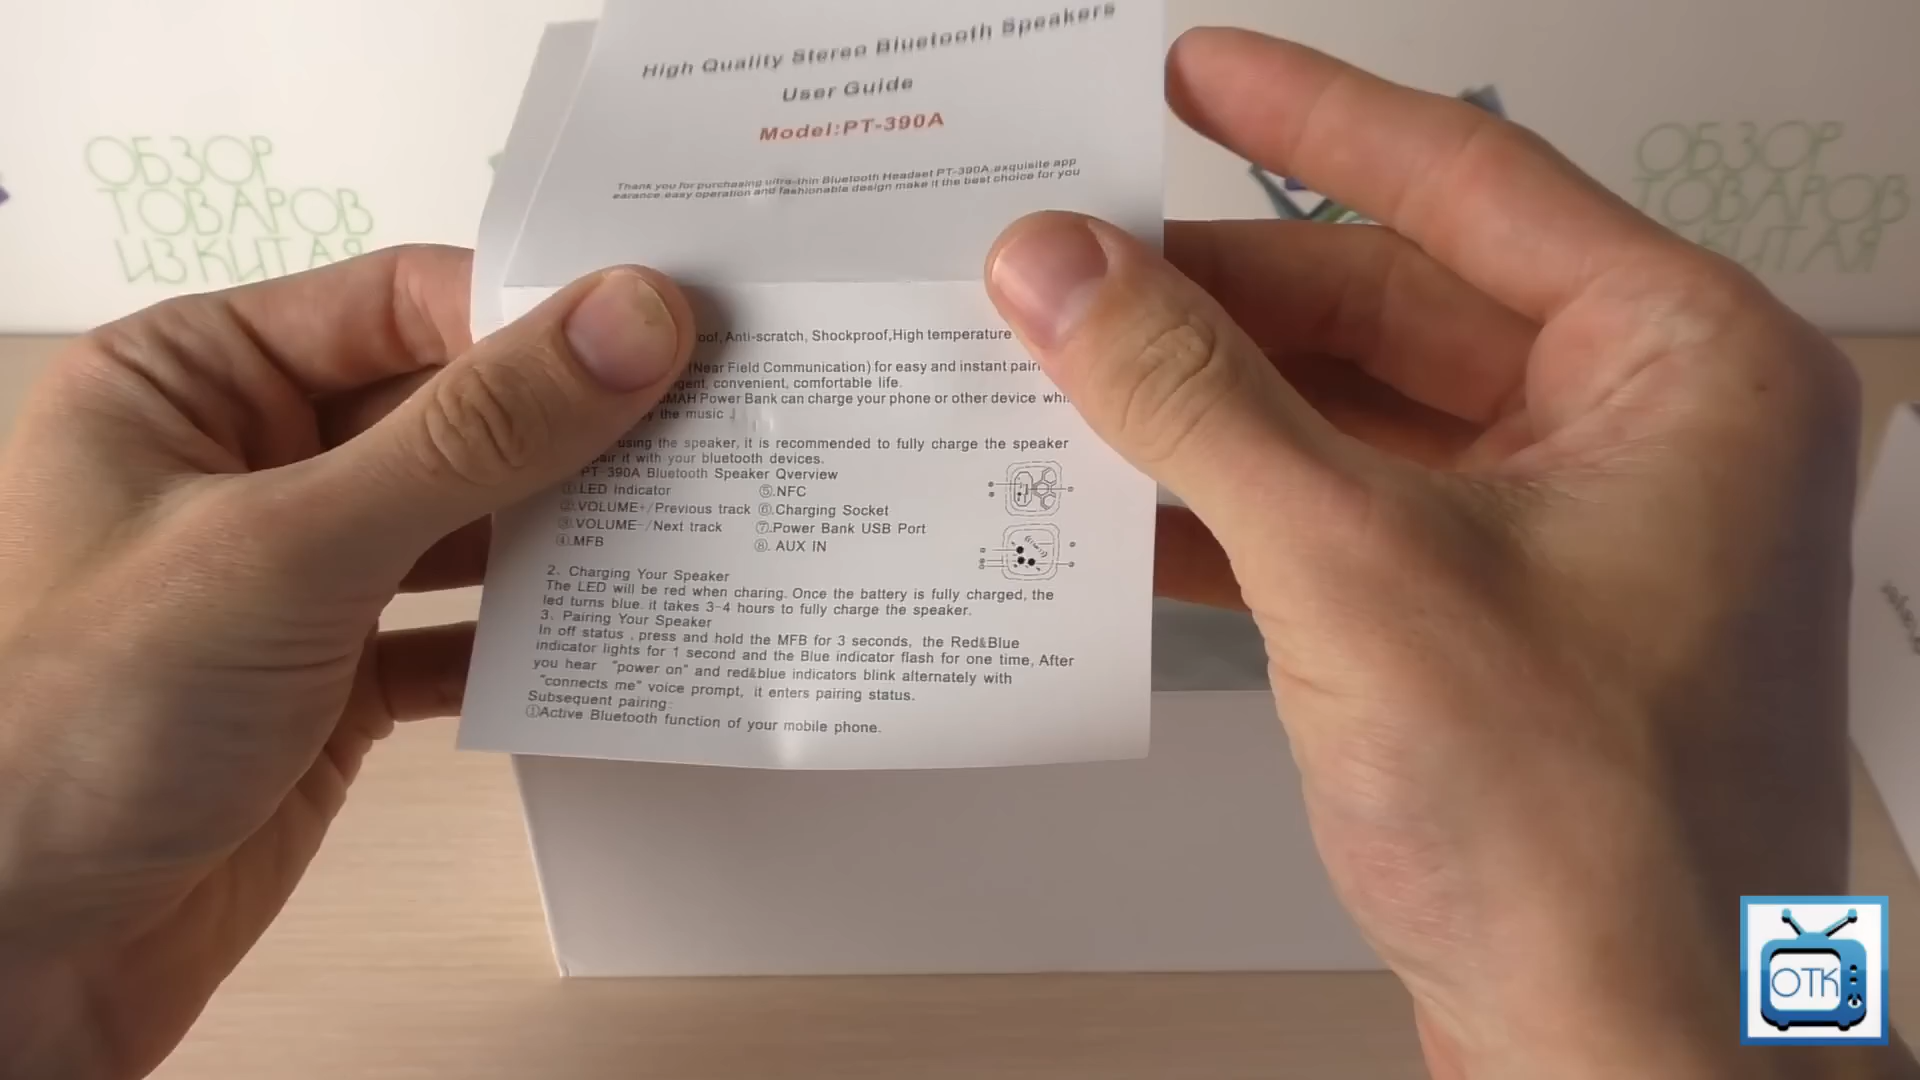 High Quality Stereo Bluetooth Speakers
User Guide
Model:PT-390A
Thank you for purchasing ultra-thin Bluetooth Headset PT-390A,exquisite app
earance,easy operation and fashionable design make it the best choice for you
Anti-scratch, Shockproof,High temperature
(Near Field Communication) for easy and instant
convenient, comfortable life.
Power Bank can charge your phone or other device
the music
using the speaker, it is recommended to fully charge the speaker
pair it with your bluetooth devices.
PT-390A Bluetooth Speaker Qverview
①.LED Indicator ⑤.NFC
②.VOLUME+/Previous track ⑥.Charging Socket
③.VOLUME-/Next track ⑦.Power Bank USB Port
④.MFB ⑧. AUX IN
2. Charging Your Speaker
The LED will be red when charing. Once the battery is fully charged, the
led turns blue. it takes 3-4 hours to fully charge the speaker.
3. Pairing Your Speaker
In off status , press and hold the MFB for 3 seconds, the Red&Blue
indicator lights for 1 second and the Blue indicator flash for one time, After
you hear "power on" and red&blue indicators blink alternately with
"connects me" voice prompt, it enters pairing status.
Subsequent pairing:
①Active Bluetooth function of your mobile phone.
ОБЗОР
ТОВАРОВ
ИЗ КИТАЯ
ОБЗОР
ТОВАРОВ
КИТАЯ
ОТК